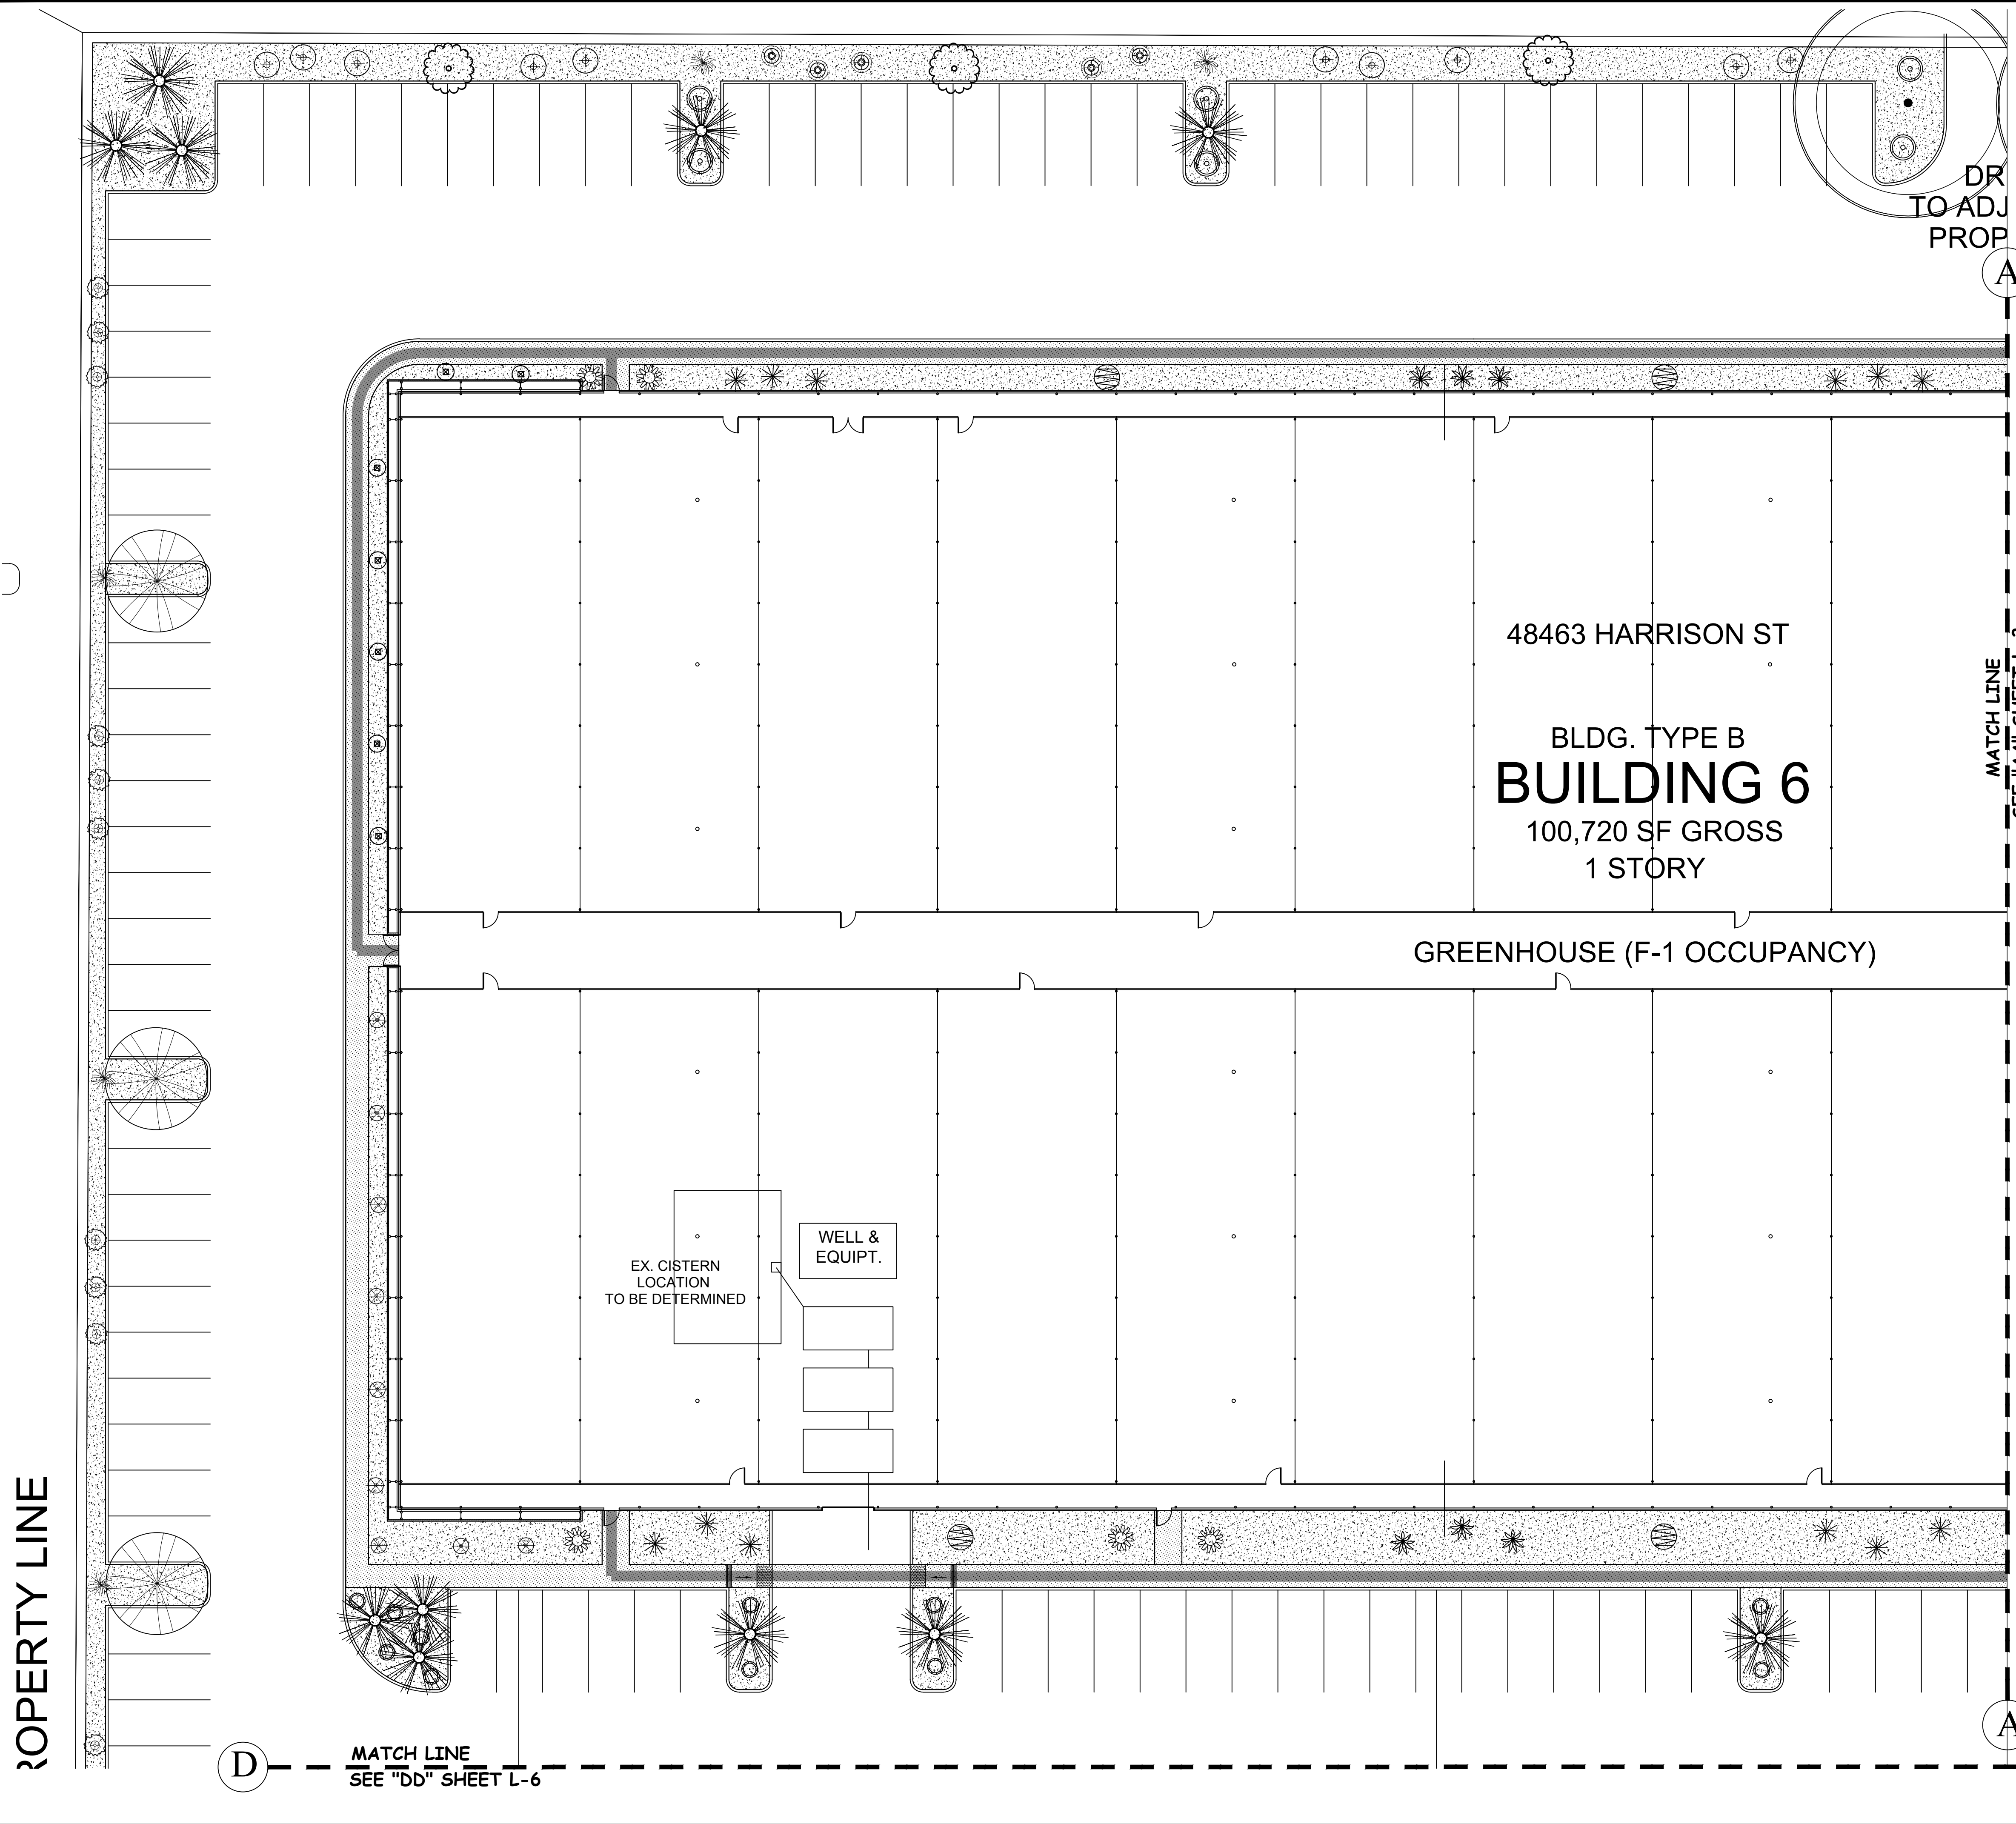 DR
TO ADJ
PROP
A
48463 HARRISON ST
MATCH LINE
BLDG. TYPE B
BUILDING 6
100,720 SF GROSS
1 STORY
GREENHOUSE (F-1 OCCUPANCY)
WELL &
EQUIPT.
EX. CISTERN
LOCATION
TO BE DETERMINED
ROPERTY LINE
A
D
MATCH LINE
SEE "DD" SHEET L-6